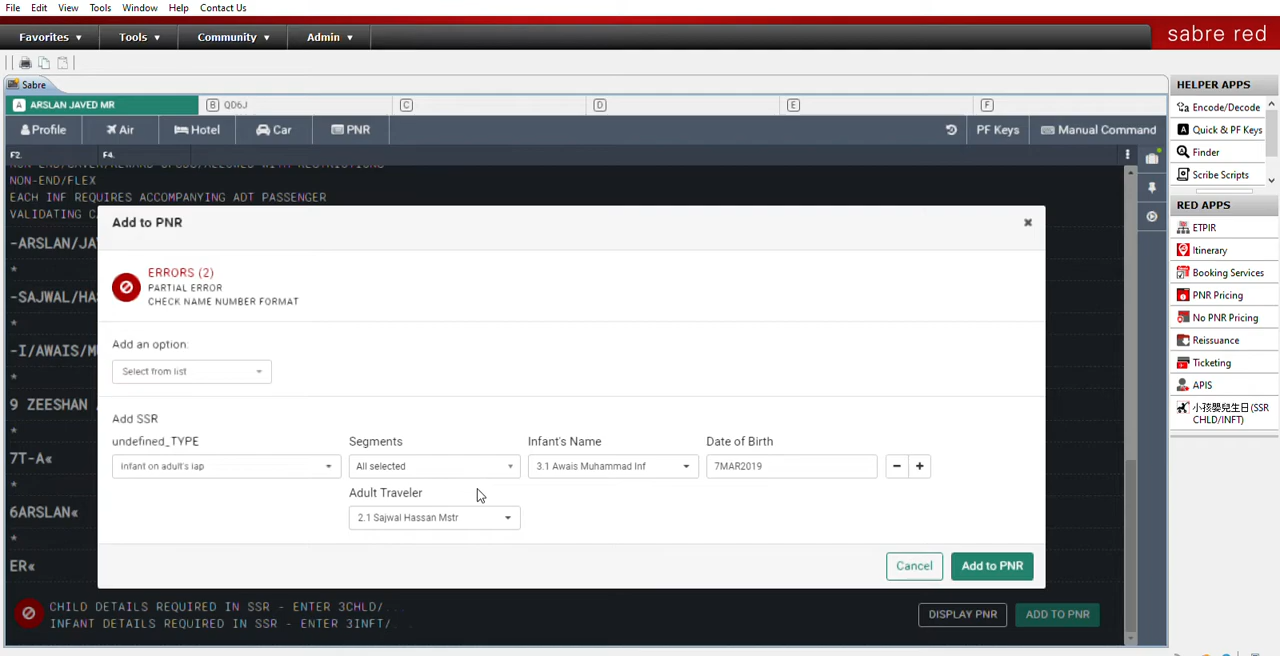 File Edit View Tools Window Help Contact Us
Favorites Tools Community Admin
sabre red
Sabre
HELPER APPS
A ARSLAN JAVED MR B QD6J C D E F
Encode/Decode
Profile Air Hotel Car PNR PF Keys Manual Command
Quick & PF Keys
F2. F4.
Finder
NON-END/FLEX
Scribe Scripts
EACH INF REQUIRES ACCOMPANYING ADT PASSENGER
RED APPS
VALIDATING
Add to PNR
ETPIR
-ARSLAN/JA
Itinerary
*
ERRORS (2)
Booking Services
PARTIAL ERROR
-SAJWAL/HAS
CHECK NAME NUMBER FORMAT
PNR Pricing
*
No PNR Pricing
Add an option:
Reissuance
-I/AWAIS/M
Select from list
Ticketing
*
APIS
9 ZEESHAN
小孩嬰兒生日(SSR
CHLD/INFT)
Add SSR
*
undefined_TYPE Segments Infant's Name Date of Birth
7T-A«
Infant on adult's lap All selected 3.1 Awais Muhammad Inf 7MAR2019
*
Adult Traveler
6ARSLAN«
2.1 Sajwal Hassan Mstr
*
ER«
Cancel Add to PNR
CHILD DETAILS REQUIRED IN SSR - ENTER 3CHLD/...
INFANT DETAILS REQUIRED IN SSR - ENTER 3INFT/...
DISPLAY PNR ADD TO PNR